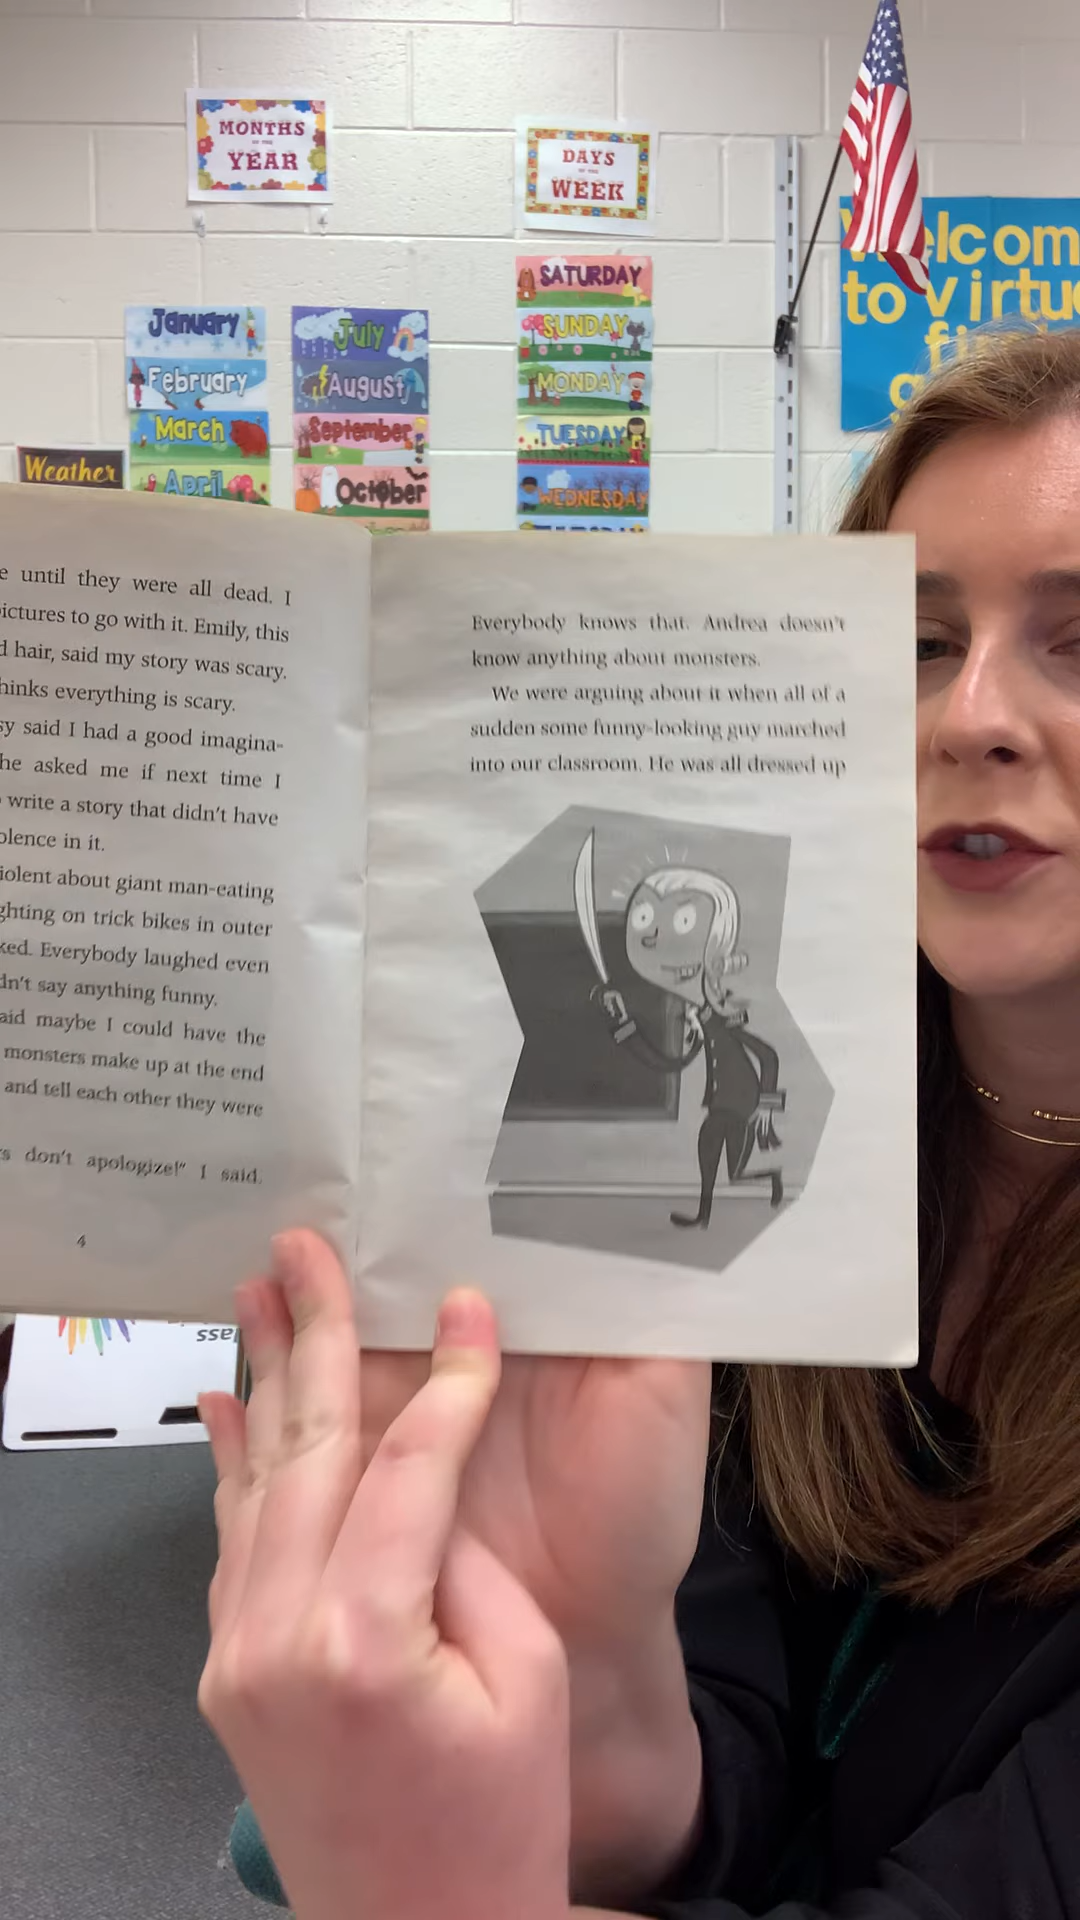 MONTHS
OF THE
YEAR
DAYS
OF THE
WEEK
Welcom
to virtu
January
February
March
April
July
August
September
October
SATURDAY
SUNDAY
MONDAY
TUESDAY
WEDNESDAY
Weather
e until they were all dead. I
ictures to go with it. Emily, this
d hair, said my story was scary.
hinks everything is scary.
sy said I had a good imagina-
he asked me if next time I
write a story that didn't have
olence in it.
iolent about giant man-eating
ghting on trick bikes in outer
ked. Everybody laughed even
dn't say anything funny.
aid maybe I could have the
monsters make up at the end
and tell each other they were
s don't apologize!" I said.
4
Everybody knows that. Andrea doesn't
know anything about monsters.
We were arguing about it when all of a
sudden some funny-looking guy marched
into our classroom. He was all dressed up